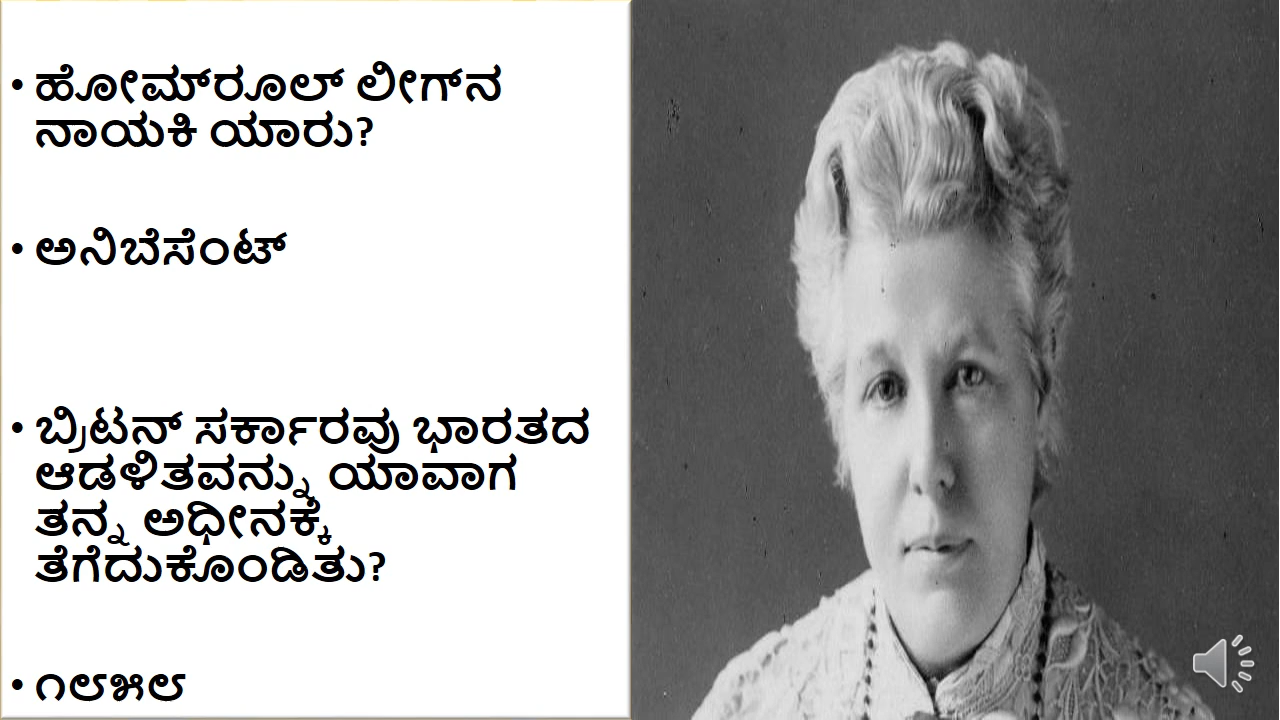 • ಹೋಮ್‌ರೂಲ್ ಲೀಗ್‌ನ
ನಾಯಕಿ ಯಾರು?
• ಅನಿಬೆಸೆಂಟ್
• ಬ್ರಿಟನ್ ಸರ್ಕಾರವು ಭಾರತದ
ಆಡಳಿತವನ್ನು ಯಾವಾಗ
ತನ್ನ ಅಧೀನಕ್ಕೆ
ತೆಗೆದುಕೊಂಡಿತು?
• ೧೮೫೮